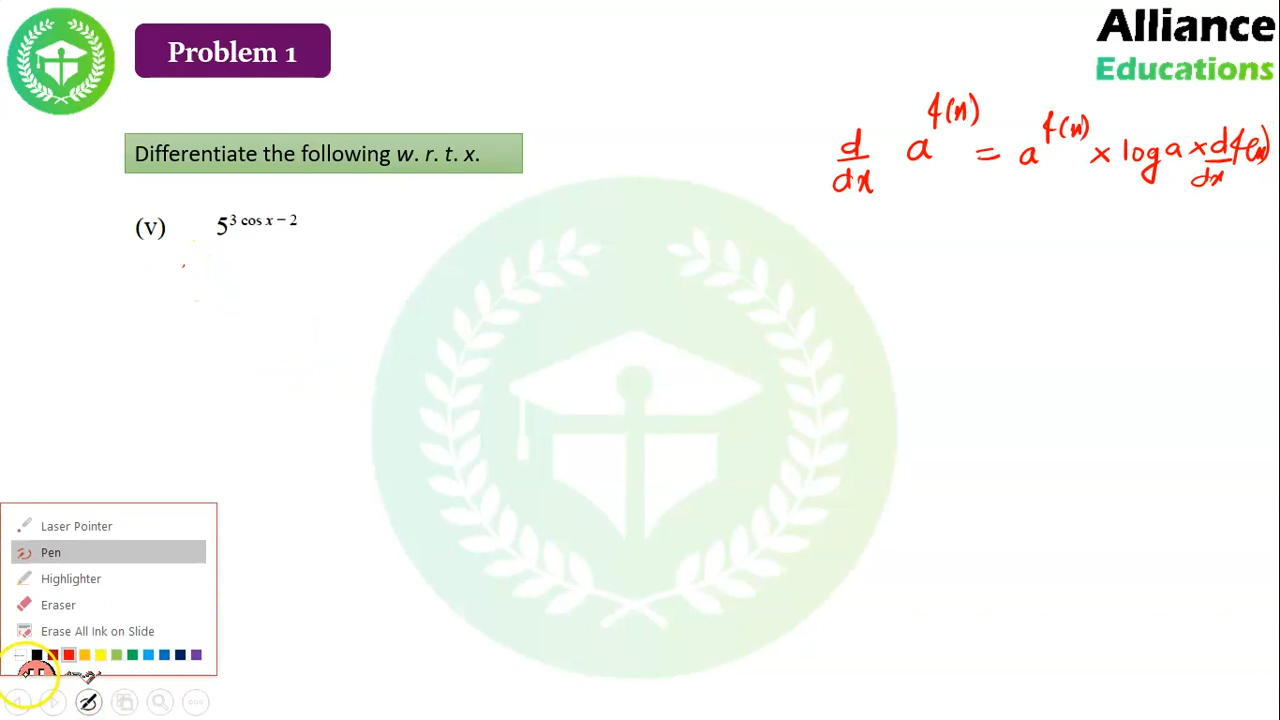 Problem 1
Alliance
Educations
Differentiate the following w. r. t. x.
d/dx a^f(x) = a^f(x) × log a × d/dx f(x)
(v) 5^3 cos x − 2
Laser Pointer
Pen
Highlighter
Eraser
Erase All Ink on Slide